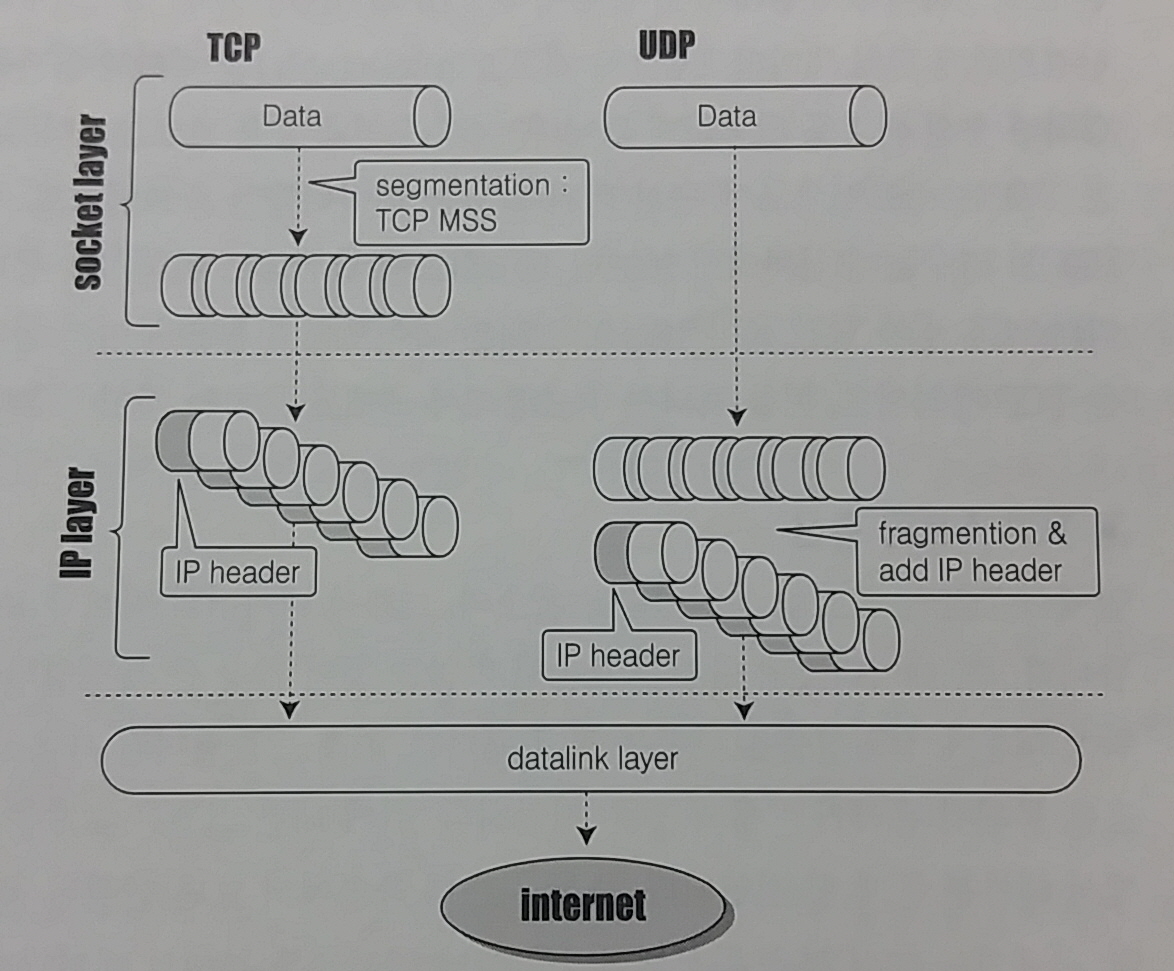 TCP
UDP
socket layer
Data
Data
segmentation :
TCP MSS
IP layer
IP header
fragmention &
add IP header
IP header
datalink layer
internet